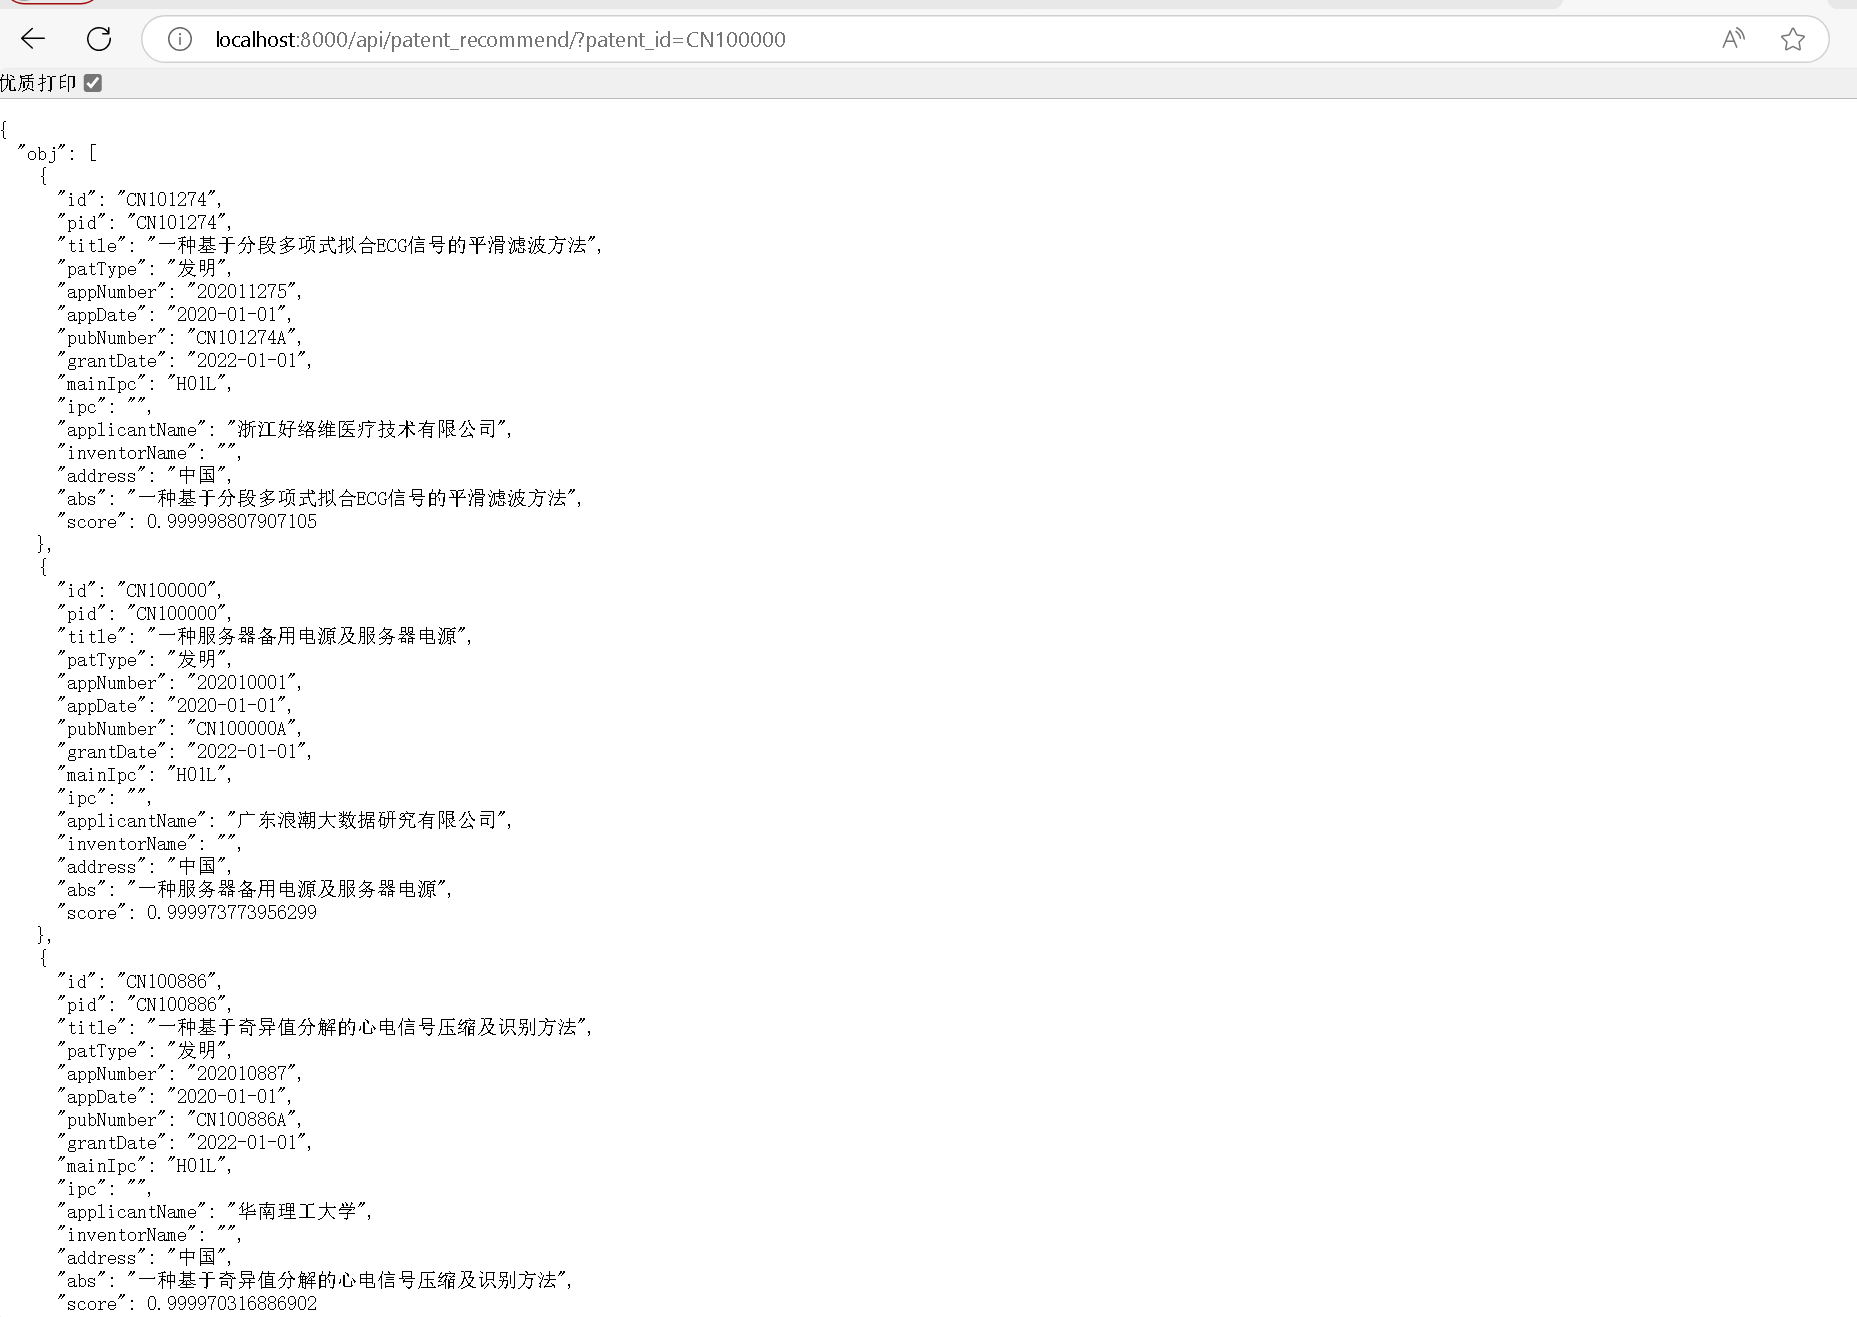 localhost:8000/api/patent_recommend/?patent_id=CN100000
优质打印
{
"obj": [
{
"id": "CN101274",
"pid": "CN101274",
"title": "一种基于分段多项式拟合ECG信号的平滑滤波方法",
"patType": "发明",
"appNumber": "202011275",
"appDate": "2020-01-01",
"pubNumber": "CN101274A",
"grantDate": "2022-01-01",
"mainIpc": "H01L",
"ipc": "",
"applicantName": "浙江好络维医疗技术有限公司",
"inventorName": "",
"address": "中国",
"abs": "一种基于分段多项式拟合ECG信号的平滑滤波方法",
"score": 0.999998807907105
},
{
"id": "CN100000",
"pid": "CN100000",
"title": "一种服务器备用电源及服务器电源",
"patType": "发明",
"appNumber": "202010001",
"appDate": "2020-01-01",
"pubNumber": "CN100000A",
"grantDate": "2022-01-01",
"mainIpc": "H01L",
"ipc": "",
"applicantName": "广东浪潮大数据研究有限公司",
"inventorName": "",
"address": "中国",
"abs": "一种服务器备用电源及服务器电源",
"score": 0.999973773956299
},
{
"id": "CN100886",
"pid": "CN100886",
"title": "一种基于奇异值分解的心电信号压缩及识别方法",
"patType": "发明",
"appNumber": "202010887",
"appDate": "2020-01-01",
"pubNumber": "CN100886A",
"grantDate": "2022-01-01",
"mainIpc": "H01L",
"ipc": "",
"applicantName": "华南理工大学",
"inventorName": "",
"address": "中国",
"abs": "一种基于奇异值分解的心电信号压缩及识别方法",
"score": 0.999970316886902